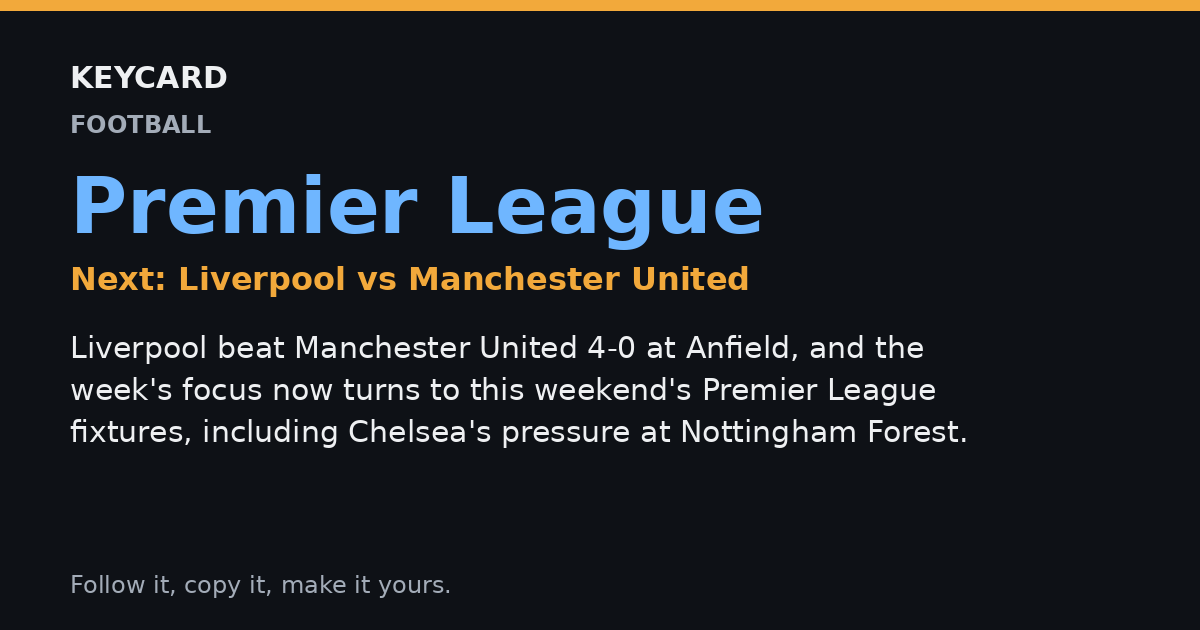 KEYCARD
FOOTBALL
Premier League
Next: Liverpool vs Manchester United
Liverpool beat Manchester United 4-0 at Anfield, and the
week's focus now turns to this weekend's Premier League
fixtures, including Chelsea's pressure at Nottingham Forest.
Follow it, copy it, make it yours.